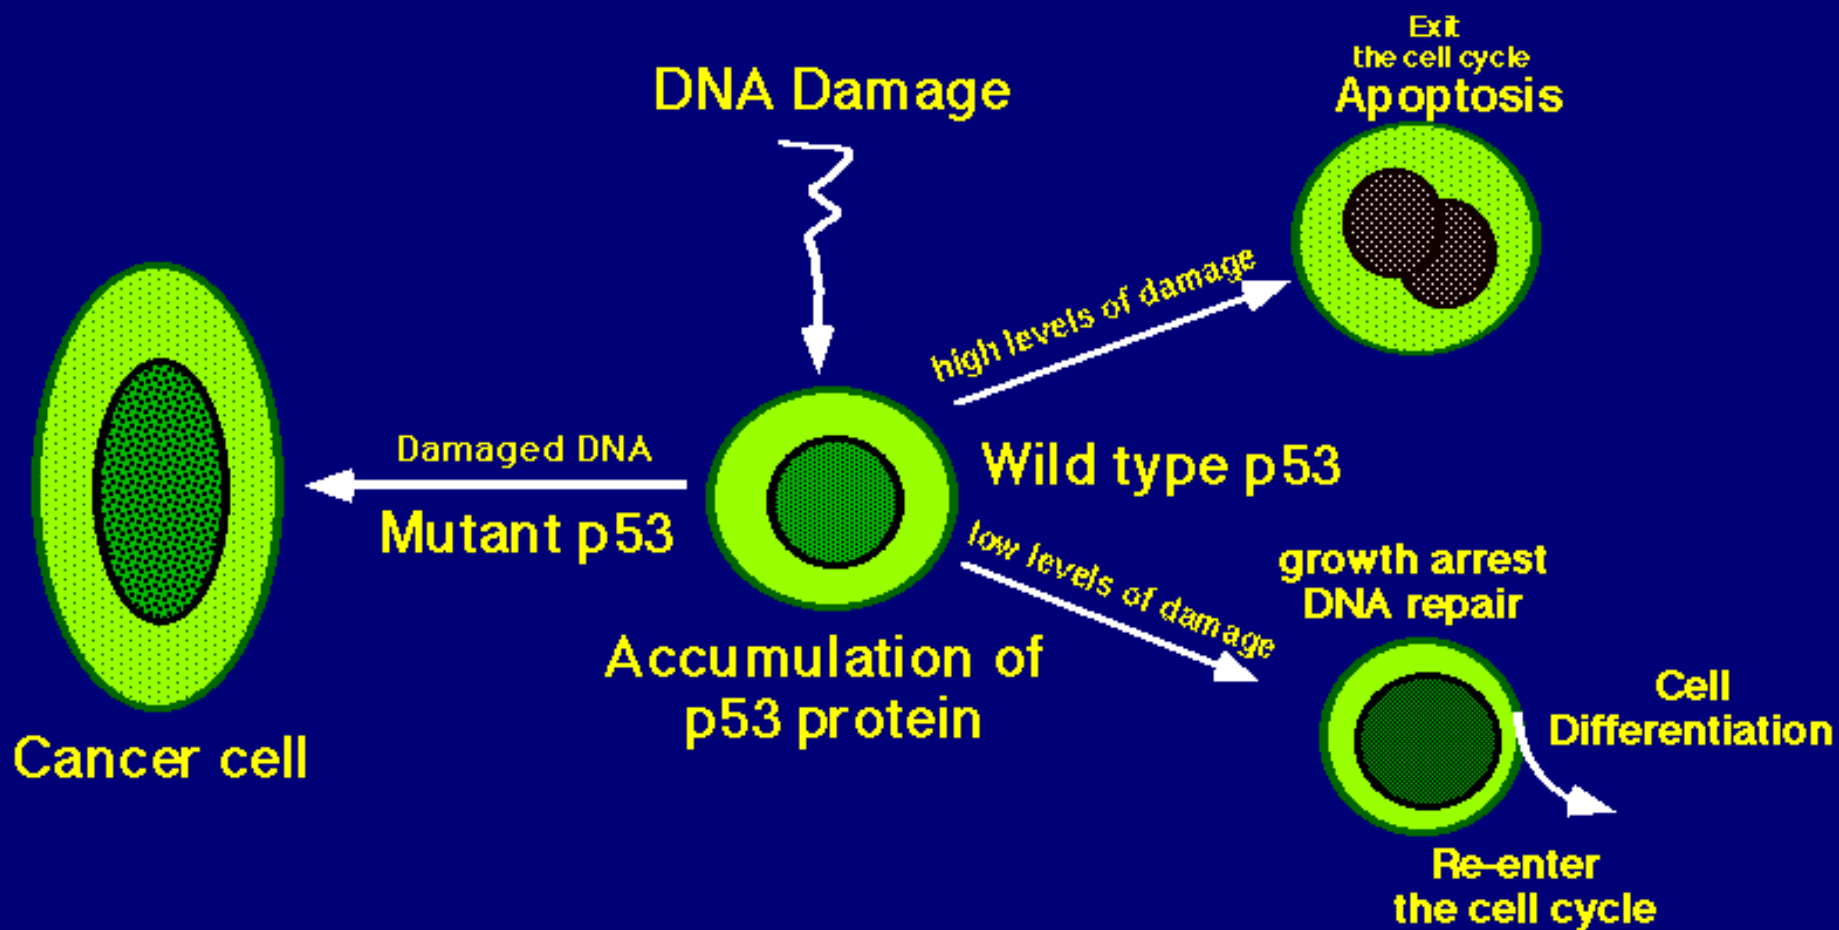 DNA Damage
Exit
the cell cycle
Apoptosis
high levels of damage
Damaged DNA
Mutant p53
Wild type p53
low levels of damage
Accumulation of
p53 protein
Cancer cell
growth arrest
DNA repair
Cell
Differentiation
Re-enter
the cell cycle